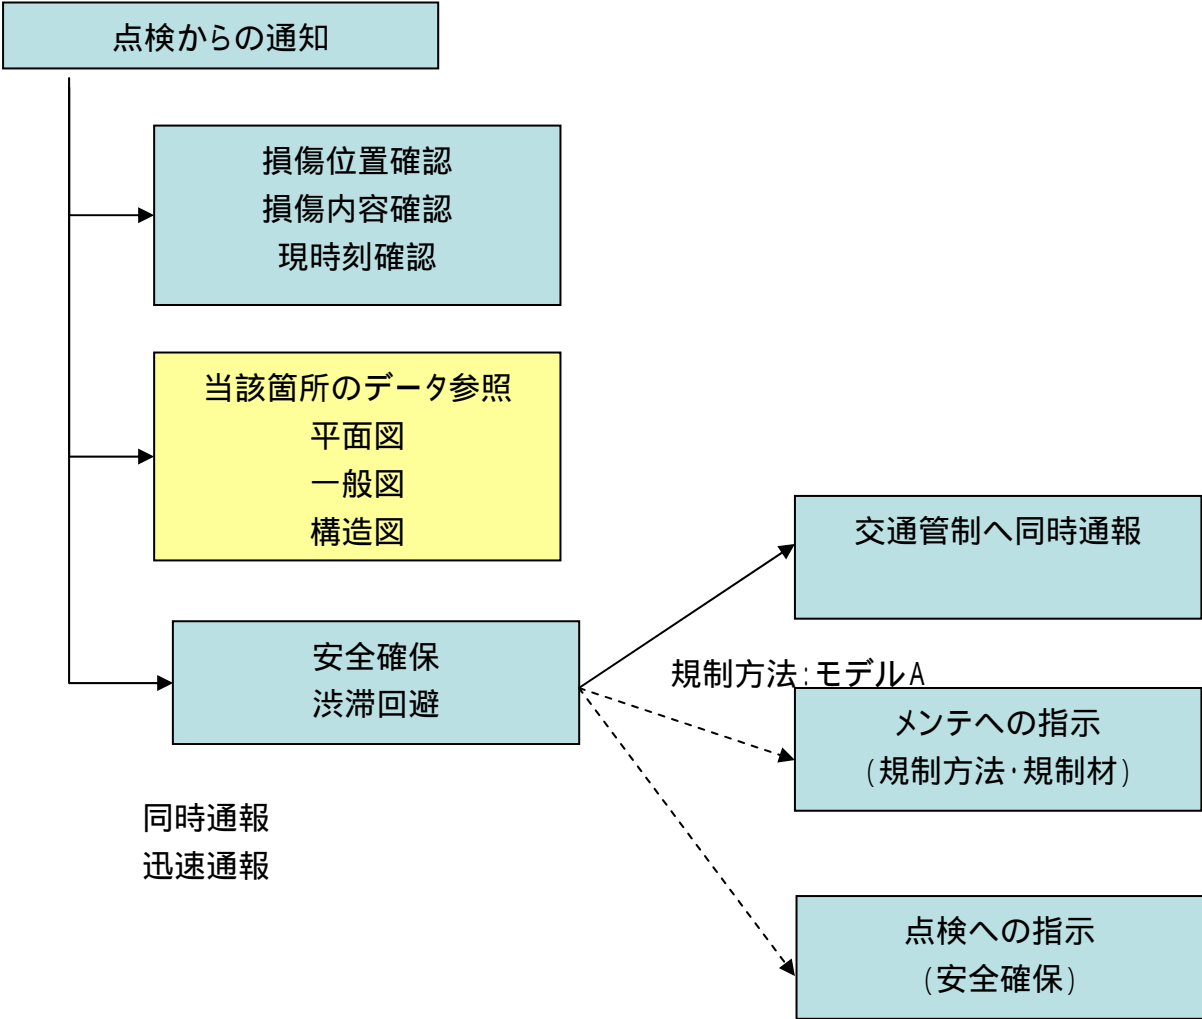 点検からの通知
損傷位置確認
損傷内容確認
現時刻確認
当該箇所のデータ参照
平面図
一般図
構造図
安全確保
渋滞回避
同時通報
迅速通報
交通管制へ同時通報
規制方法:モデルA
メンテへの指示
(規制方法・規制材)
点検への指示
(安全確保)